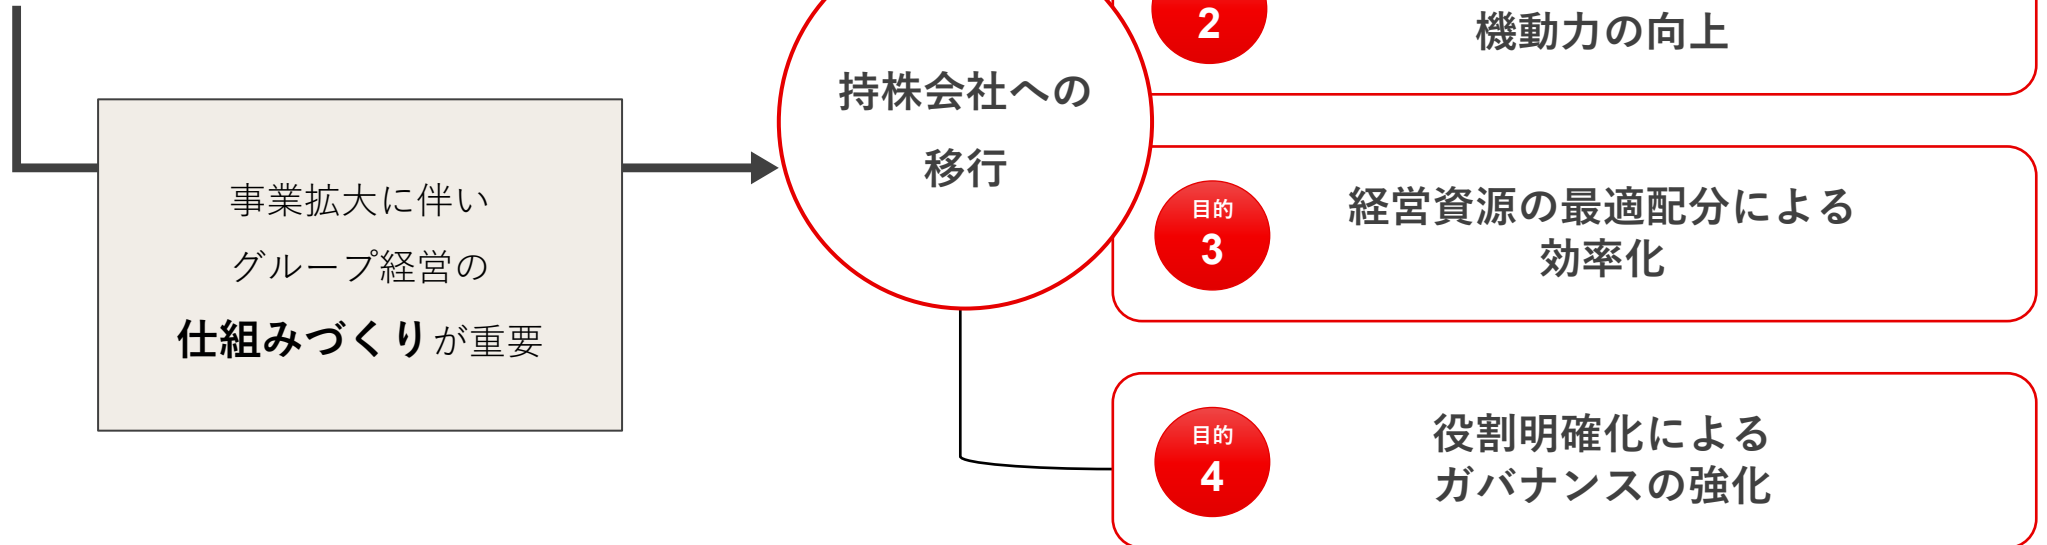 事業拡大に伴い
グループ経営の
仕組みづくりが重要
持株会社への
移行
2
機動力の向上
目的
3
経営資源の最適配分による
効率化
目的
4
役割明確化による
ガバナンスの強化